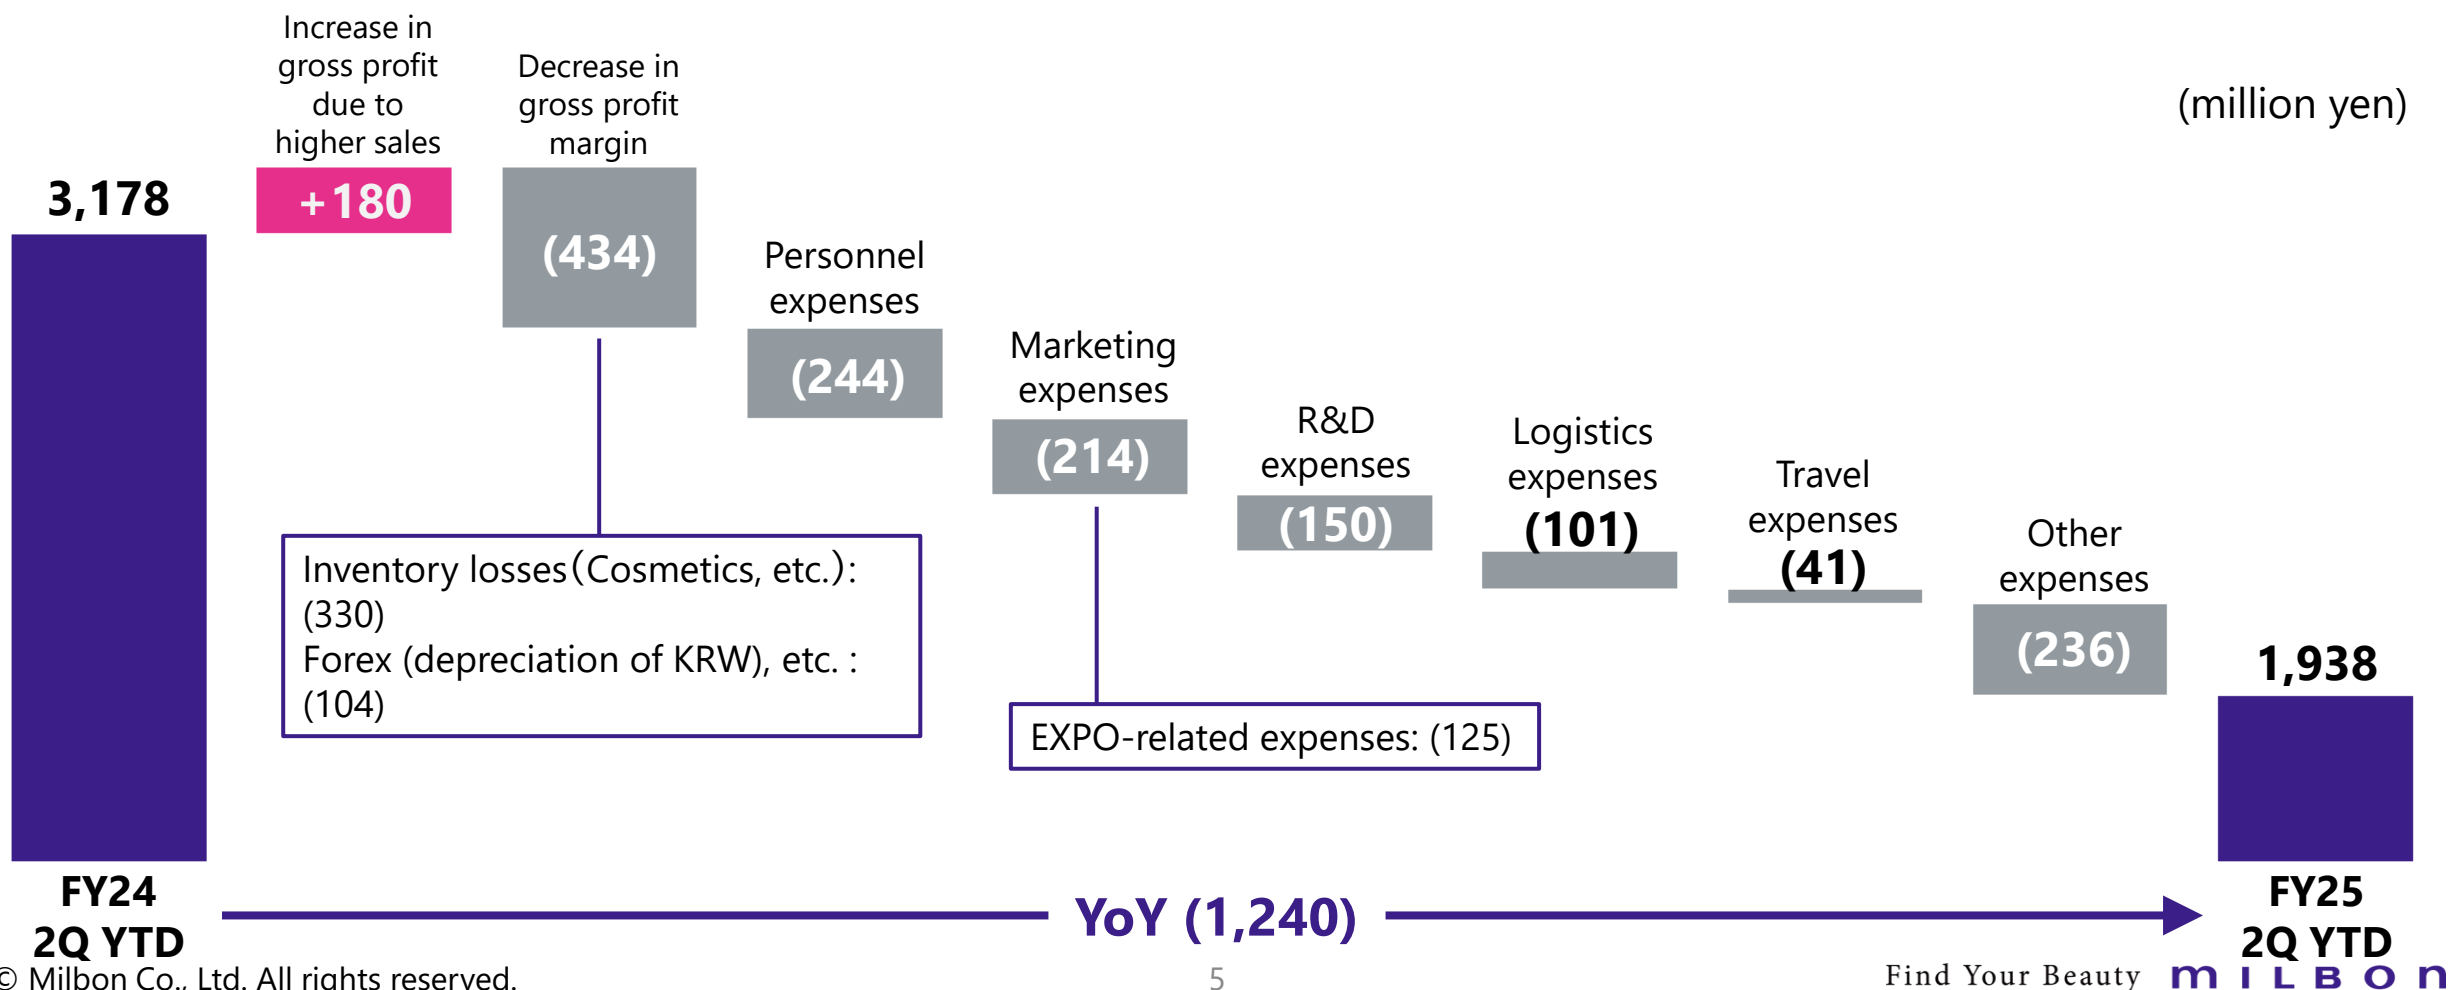 Increase in
gross profit
due to
higher sales
Decrease in
gross profit
margin
(million yen)
3,178
+180
(434)
Personnel
expenses
(244)
Marketing
expenses
(214)
R&D
expenses
(150)
Logistics
expenses
(101)
Travel
expenses
(41)
Other
expenses
(236)
1,938
Inventory losses(Cosmetics, etc.):
(330)
Forex (depreciation of KRW), etc. :
(104)
EXPO-related expenses: (125)
FY24
2Q YTD
YoY (1,240)
FY25
2Q YTD
© Milbon Co., Ltd. All rights reserved.
5
Find Your Beauty MILBON